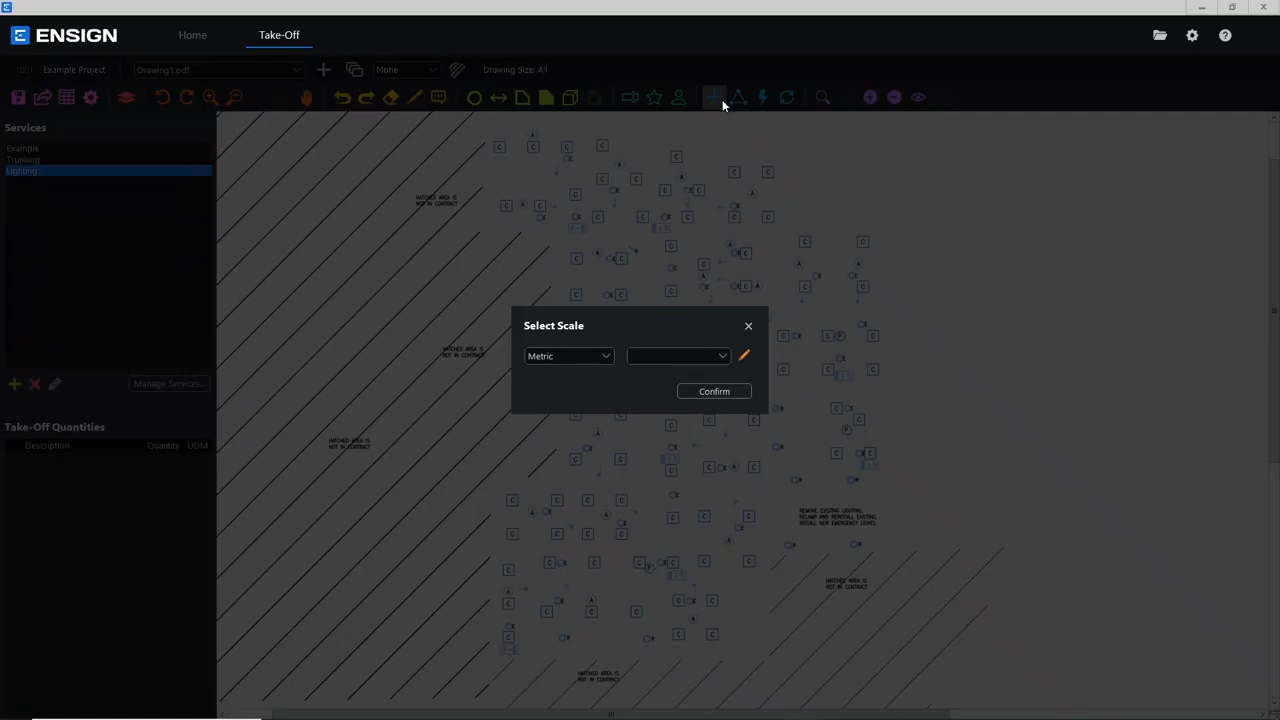 ENSIGN
Home
Take-Off
1001
Example Project
Drawing1.pdf
None
Drawing Size: A1
Services
Example
Trunking
Lighting
Manage Services...
Take-Off Quantities
Description
Quantity
UOM
Select Scale
Metric
Confirm
HATCHED AREA IS
NOT IN CONTRACT
HATCHED AREA IS
NOT IN CONTRACT
HATCHED AREA IS
NOT IN CONTRACT
REMOVE EXISTING LIGHTING,
RELAMP AND REINSTALL EXISTING,
INSTALL NEW EMERGENCY LIGHTS
HATCHED AREA IS
NOT IN CONTRACT
HATCHED AREA IS
NOT IN CONTRACT